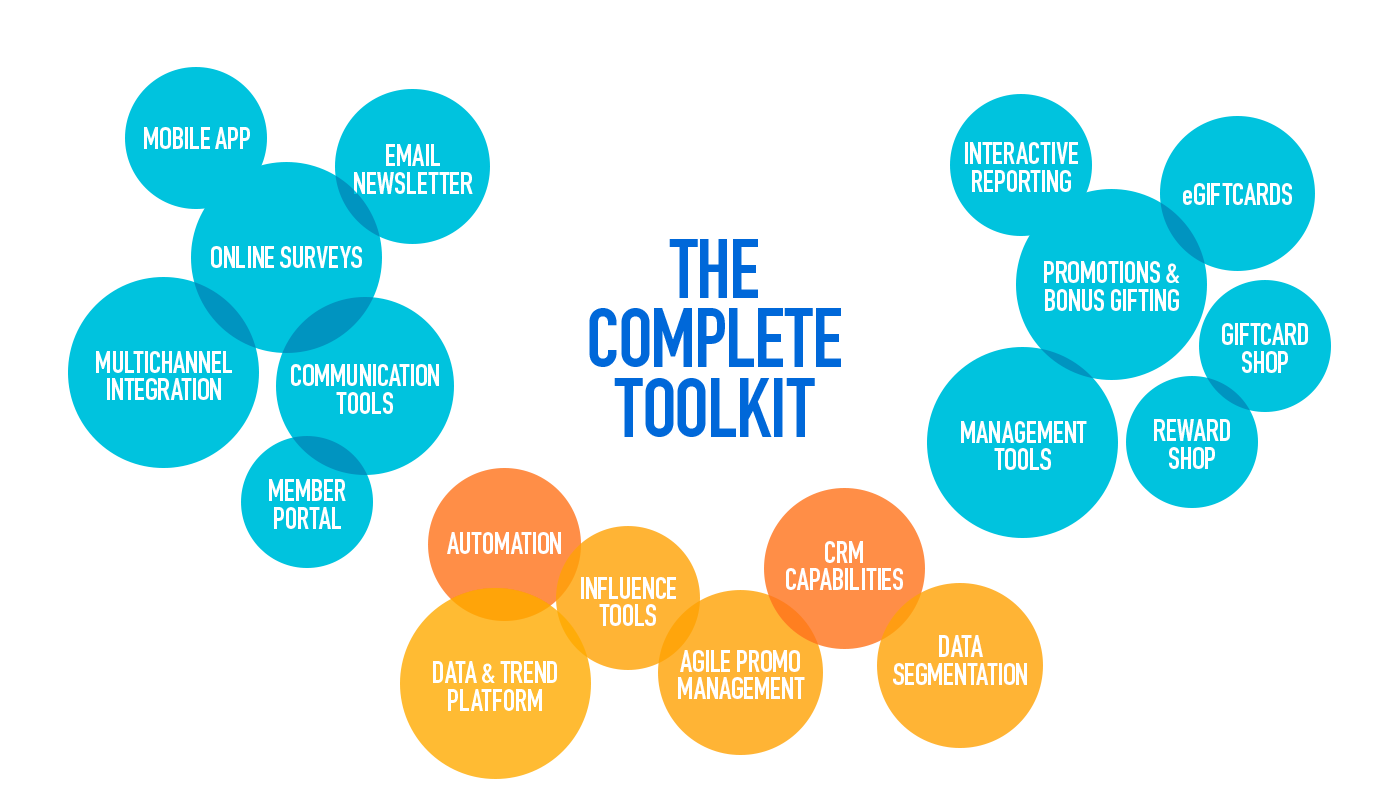 MOBILE APP
EMAIL
NEWSLETTER
ONLINE SURVEYS
MULTICHANNEL
INTEGRATION
COMMUNICATION
TOOLS
MEMBER
PORTAL
THE
COMPLETE
TOOLKIT
INTERACTIVE
REPORTING
eGIFTCARDS
PROMOTIONS &
BONUS GIFTING
GIFTCARD
SHOP
MANAGEMENT
TOOLS
REWARD
SHOP
AUTOMATION
INFLUENCE
TOOLS
DATA & TREND
PLATFORM
AGILE PROMO
MANAGEMENT
CRM
CAPABILITIES
DATA
SEGMENTATION